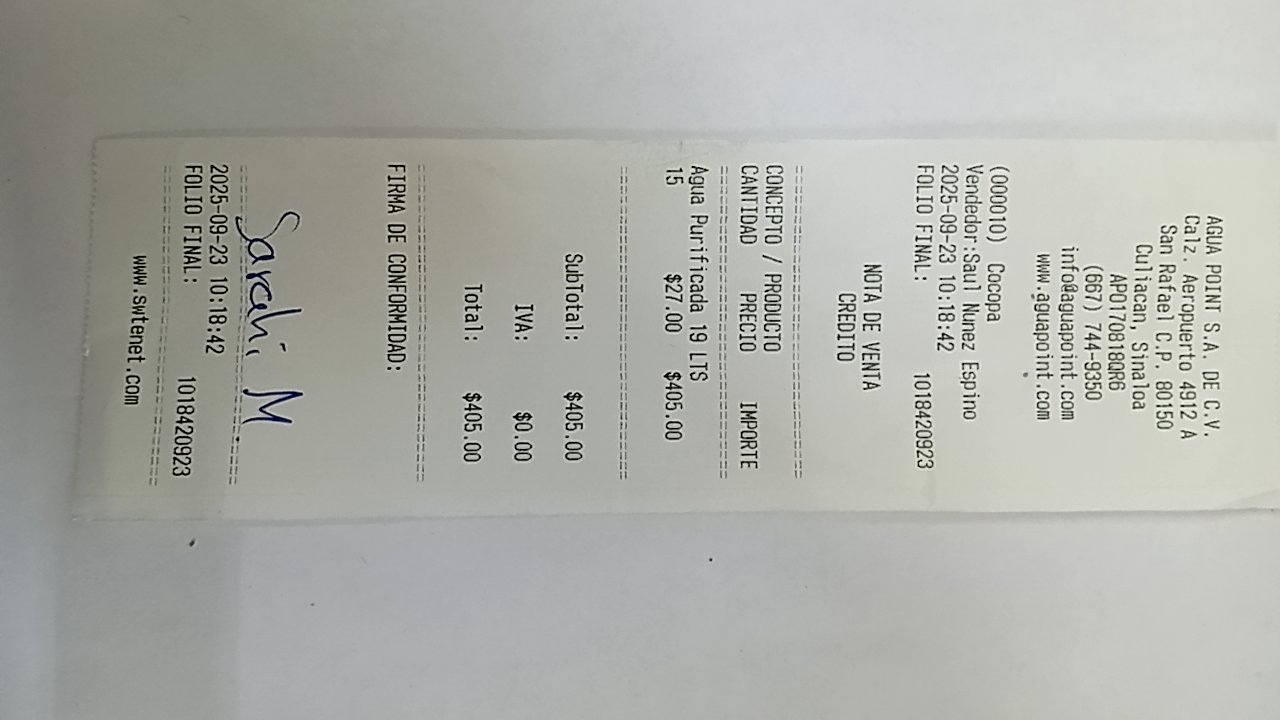 AGUA POINT S.A. DE C.V.
Calz. Aeropuerto 4912 A
San Rafael C.P. 80150
Culiacan, Sinaloa
APO170818QR6
(667) 744-9350
info@aguapoint.com
www.aguapoint.com
(000010) Cocopa
Vendedor:Saul Nunez Espino
2025-09-23 10:18:42
FOLIO FINAL: 1018420923
NOTA DE VENTA
CREDITO
CONCEPTO / PRODUCTO
CANTIDAD PRECIO IMPORTE
Agua Purificada 19 LTS
15 $27.00 $405.00
SubTotal: $405.00
IVA: $0.00
Total: $405.00
FIRMA DE CONFORMIDAD:
Sarahi M
2025-09-23 10:18:42
FOLIO FINAL: 1018420923
www.swtenet.com